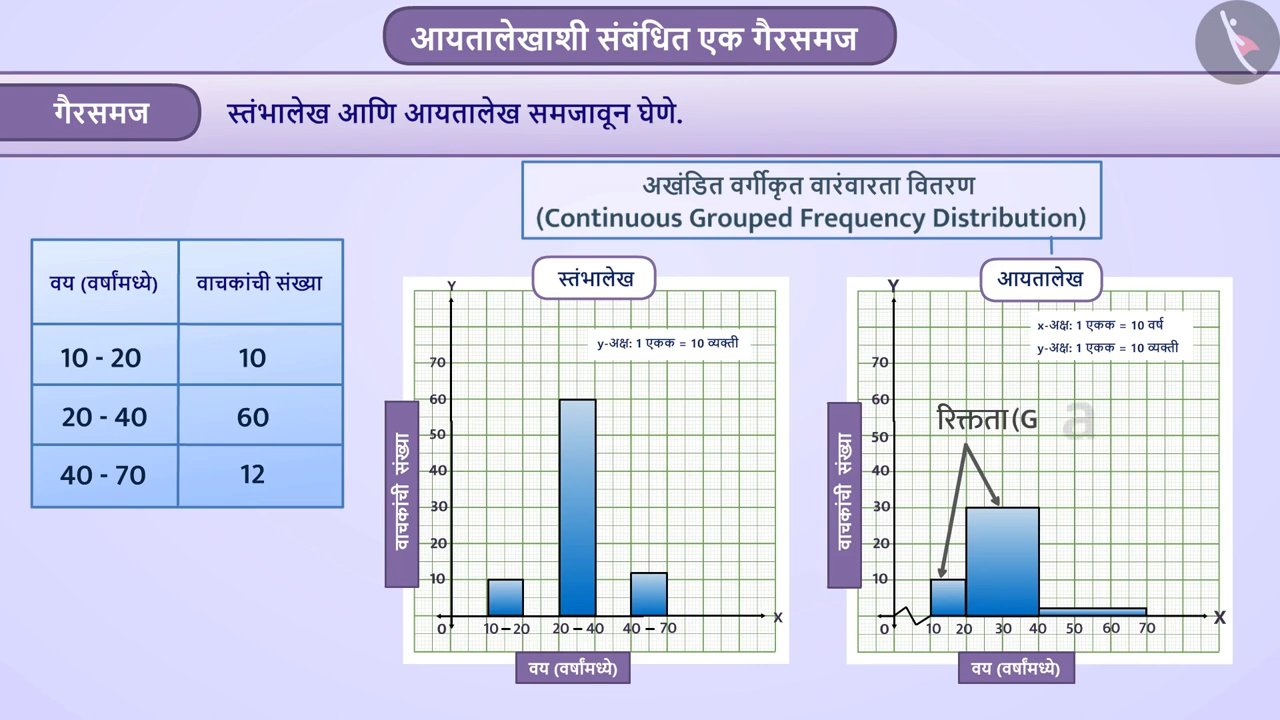 आयतालेखाशी संबंधित एक गैरसमज
गैरसमज
स्तंभालेख आणि आयतालेख समजावून घेणे.
अखंडित वर्गीकृत वारंवारता वितरण
(Continuous Grouped Frequency Distribution)
वय (वर्षांमध्ये) वाचकांची संख्या
10 - 20 10
20 - 40 60
40 - 70 12
स्तंभालेख
Y
y-अक्ष: 1 एकक = 10 व्यक्ती
70
60
50
40
30
20
10
0 10 – 20 20 – 40 40 – 70
X
वाचकांची संख्या
वय (वर्षांमध्ये)
आयतालेख
Y
x-अक्ष: 1 एकक = 10 वर्ष
y-अक्ष: 1 एकक = 10 व्यक्ती
रिक्तता (G a
70
60
50
40
30
20
10
0 10 20 30 40 50 60 70
X
वाचकांची संख्या
वय (वर्षांमध्ये)